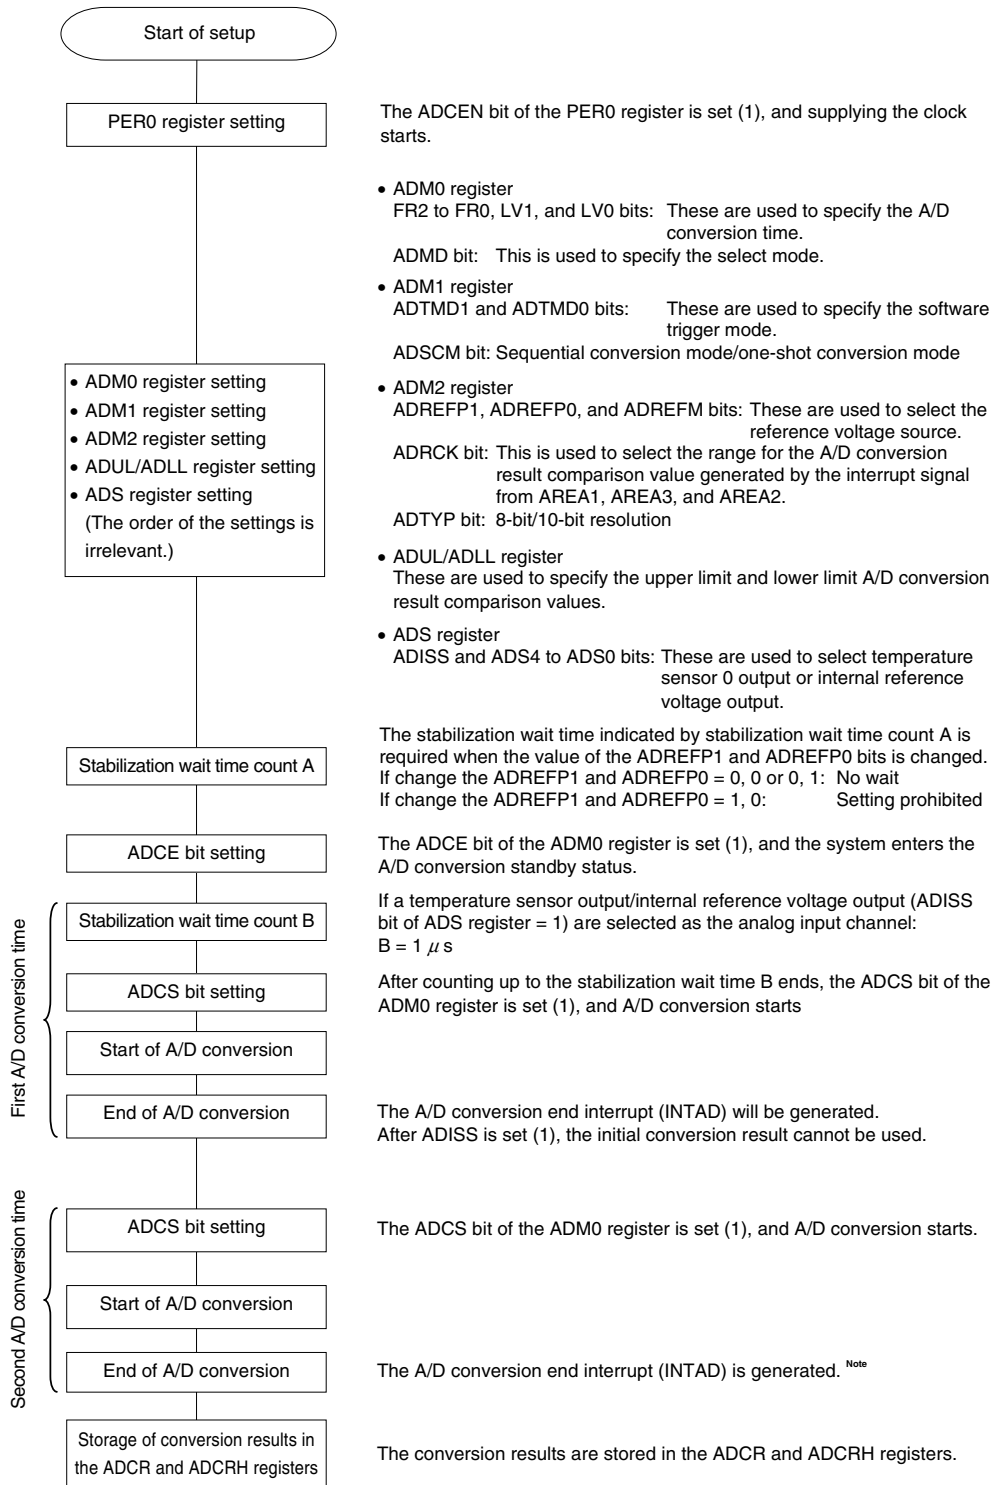 Start of setup
PER0 register setting
The ADCEN bit of the PER0 register is set (1), and supplying the clock
starts.
• ADM0 register setting
• ADM1 register setting
• ADM2 register setting
• ADUL/ADLL register setting
• ADS register setting
(The order of the settings is
irrelevant.)
• ADM0 register
FR2 to FR0, LV1, and LV0 bits: These are used to specify the A/D
conversion time.
ADMD bit: This is used to specify the select mode.
• ADM1 register
ADTMD1 and ADTMD0 bits: These are used to specify the software
trigger mode.
ADSCM bit: Sequential conversion mode/one-shot conversion mode
• ADM2 register
ADREFP1, ADREFP0, and ADREFM bits: These are used to select the
reference voltage source.
ADRCK bit: This is used to select the range for the A/D conversion
result comparison value generated by the interrupt signal
from AREA1, AREA3, and AREA2.
ADTYP bit: 8-bit/10-bit resolution
• ADUL/ADLL register
These are used to specify the upper limit and lower limit A/D conversion
result comparison values.
• ADS register
ADISS and ADS4 to ADS0 bits: These are used to select temperature
sensor 0 output or internal reference
voltage output.
Stabilization wait time count A
The stabilization wait time indicated by stabilization wait time count A is
required when the value of the ADREFP1 and ADREFP0 bits is changed.
If change the ADREFP1 and ADREFP0 = 0, 0 or 0, 1: No wait
If change the ADREFP1 and ADREFP0 = 1, 0: Setting prohibited
ADCE bit setting
The ADCE bit of the ADM0 register is set (1), and the system enters the
A/D conversion standby status.
First A/D conversion time
Stabilization wait time count B
If a temperature sensor output/internal reference voltage output (ADISS
bit of ADS register = 1) are selected as the analog input channel:
B = 1 μ s
ADCS bit setting
After counting up to the stabilization wait time B ends, the ADCS bit of the
ADM0 register is set (1), and A/D conversion starts
Start of A/D conversion
End of A/D conversion
The A/D conversion end interrupt (INTAD) will be generated.
After ADISS is set (1), the initial conversion result cannot be used.
Second A/D conversion time
ADCS bit setting
The ADCS bit of the ADM0 register is set (1), and A/D conversion starts.
Start of A/D conversion
End of A/D conversion
The A/D conversion end interrupt (INTAD) is generated. Note
Storage of conversion results in
the ADCR and ADCRH registers
The conversion results are stored in the ADCR and ADCRH registers.